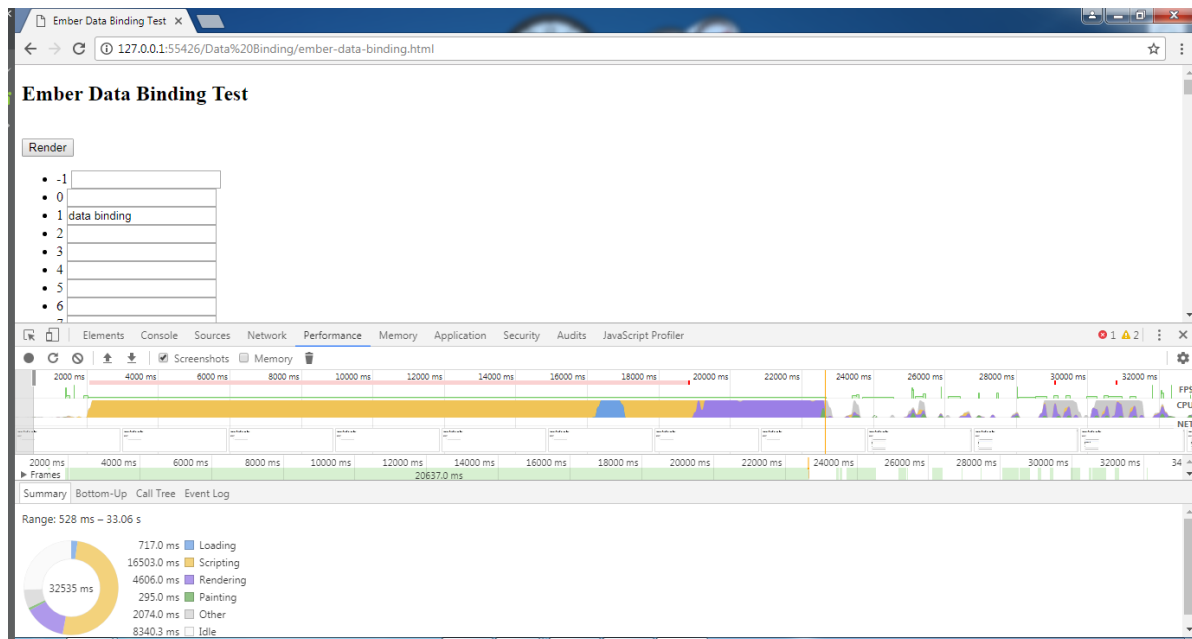 Ember Data Binding Test
127.0.0.1:55426/Data%20Binding/ember-data-binding.html
Ember Data Binding Test
Render
-1
0
1 data binding
2
3
4
5
6
7
Elements Console Sources Network Performance Memory Application Security Audits JavaScript Profiler 1 2
Screenshots Memory
2000 ms 4000 ms 6000 ms 8000 ms 10000 ms 12000 ms 14000 ms 16000 ms 18000 ms 20000 ms 22000 ms 24000 ms 26000 ms 28000 ms 30000 ms 32000 ms
FPS
CPU
NET
2000 ms 4000 ms 6000 ms 8000 ms 10000 ms 12000 ms 14000 ms 16000 ms 18000 ms 20000 ms 22000 ms 24000 ms 26000 ms 28000 ms 30000 ms 32000 ms 34
Frames 20637.0 ms
Summary Bottom-Up Call Tree Event Log
Range: 528 ms – 33.06 s
717.0 ms Loading
16503.0 ms Scripting
4606.0 ms Rendering
32535 ms
295.0 ms Painting
2074.0 ms Other
8340.3 ms Idle